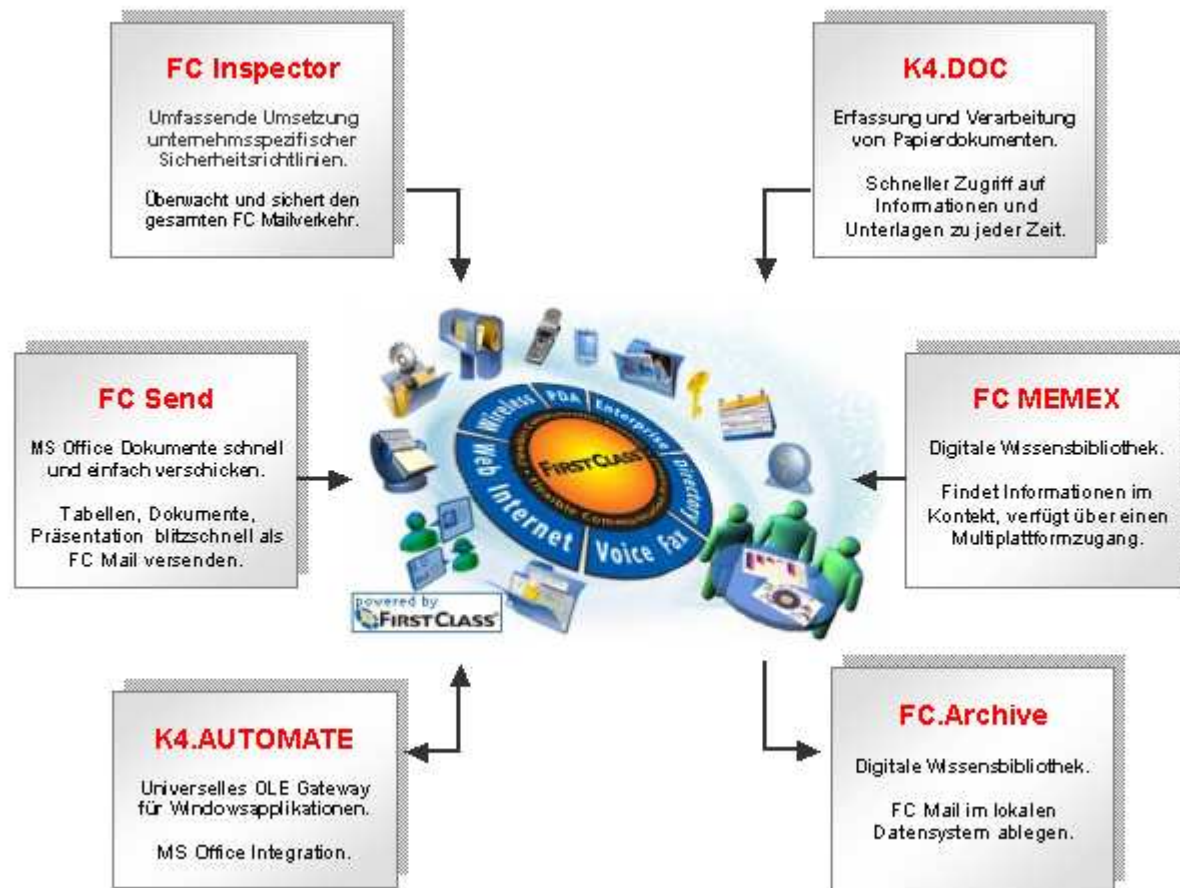 FC Inspector
Umfassende Umsetzung
unternehmsspezifischer
Sicherheitsrichtlinien.
Überwacht und sichert den
gesamten FC Mailverkehr.
K4.DOC
Erfassung und Verarbeitung
von Papierdokumenten.
Schneller Zugriff auf
Informationen und
Unterlagen zu jeder Zeit.
FC Send
MS Office Dokumente schnell
und einfach verschicken.
Tabellen, Dokumente,
Präsentation blitzschnell als
FC Mail versenden.
Wireless
PDA
Enterprise
Directory
Voice Fax
Web Internet
FIRSTCLASS
powered by
FIRSTCLASS®
FC MEMEX
Digitale Wissensbibliothek.
Findet Informationen im
Kontekt, verfügt über einen
Multiplattformzugang.
K4.AUTOMATE
Universelles OLE Gateway
für Windowsapplikationen.
MS Office Integration.
FC.Archive
Digitale Wissensbibliothek.
FC Mail im lokalen
Datensystem ablegen.